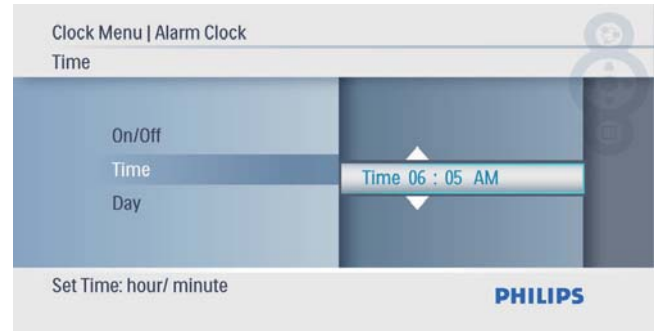 Clock Menu | Alarm Clock
Time
On/Off
Time
Time 06 : 05 AM
Day
Set Time: hour/ minute
PHILIPS